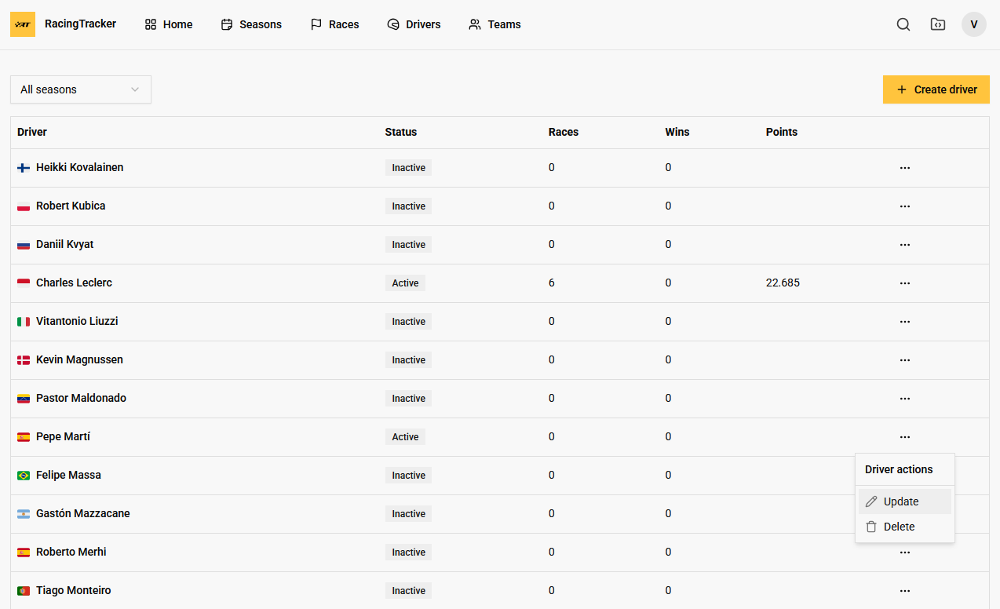 RacingTracker Home Seasons Races Drivers Teams V
All seasons Create driver
Driver Status Races Wins Points
Heikki Kovalainen Inactive 0 0
Robert Kubica Inactive 0 0
Daniil Kvyat Inactive 0 0
Charles Leclerc Active 6 0 22.685
Vitantonio Liuzzi Inactive 0 0
Kevin Magnussen Inactive 0 0
Pastor Maldonado Inactive 0 0
Pepe Martí Active 0 0
Driver actions
Felipe Massa Inactive 0 0
Update
Gastón Mazzacane Inactive 0 0
Delete
Roberto Merhi Inactive 0 0
Tiago Monteiro Inactive 0 0